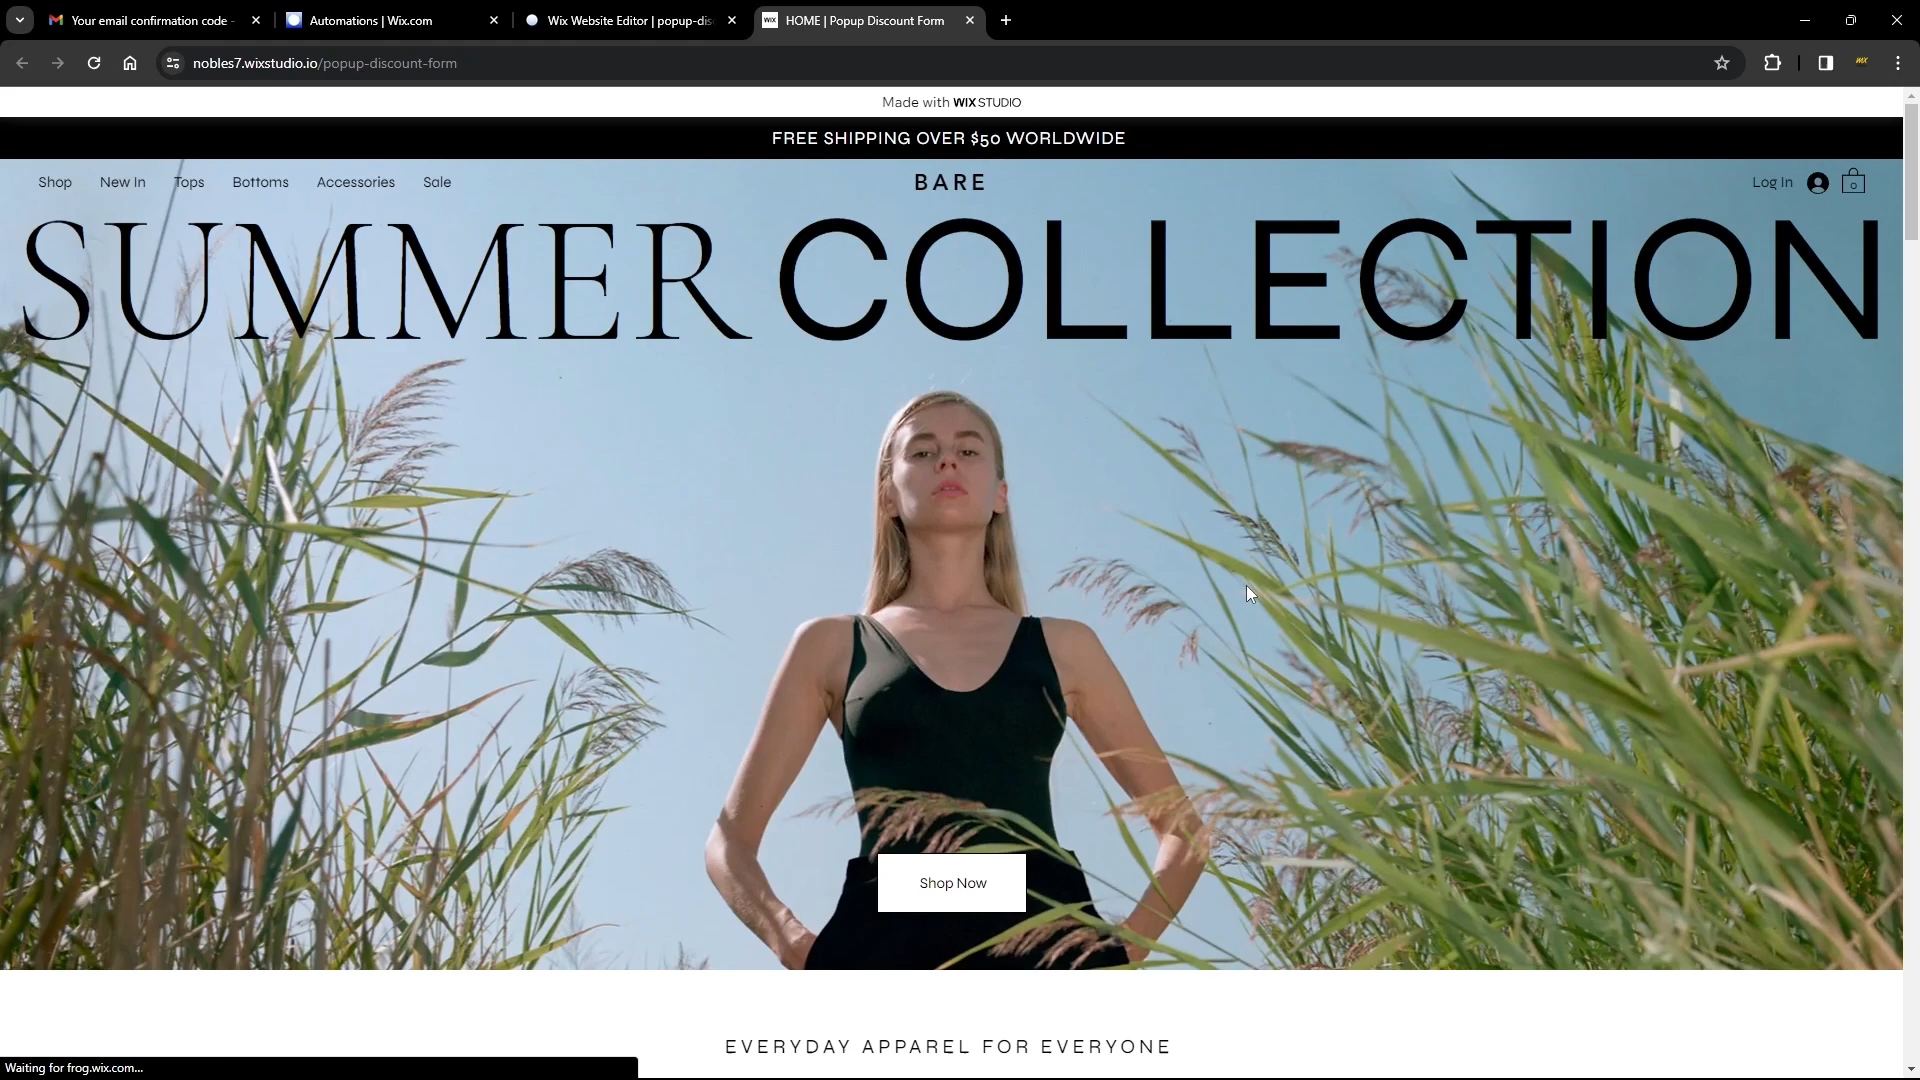 Your email confirmation code -
Automations | Wix.com
Wix Website Editor | popup-dis
HOME | Popup Discount Form
nobles7.wixstudio.io/popup-discount-form
Made with WIX STUDIO
FREE SHIPPING OVER $50 WORLDWIDE
Shop New In Tops Bottoms Accessories Sale
BARE
Log In
0
SUMMER COLLECTION
Shop Now
EVERYDAY APPAREL FOR EVERYONE
Waiting for frog.wix.com...